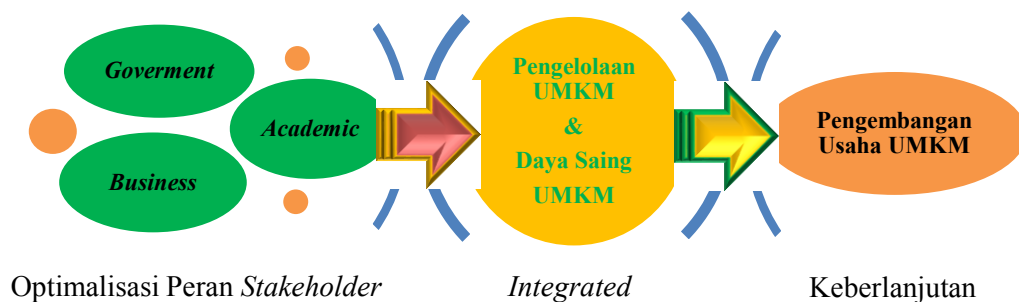 Goverment
Academic
Business
Pengelolaan
UMKM
&
Daya Saing
UMKM
Pengembangan
Usaha UMKM
Optimalisasi Peran Stakeholder
Integrated
Keberlanjutan